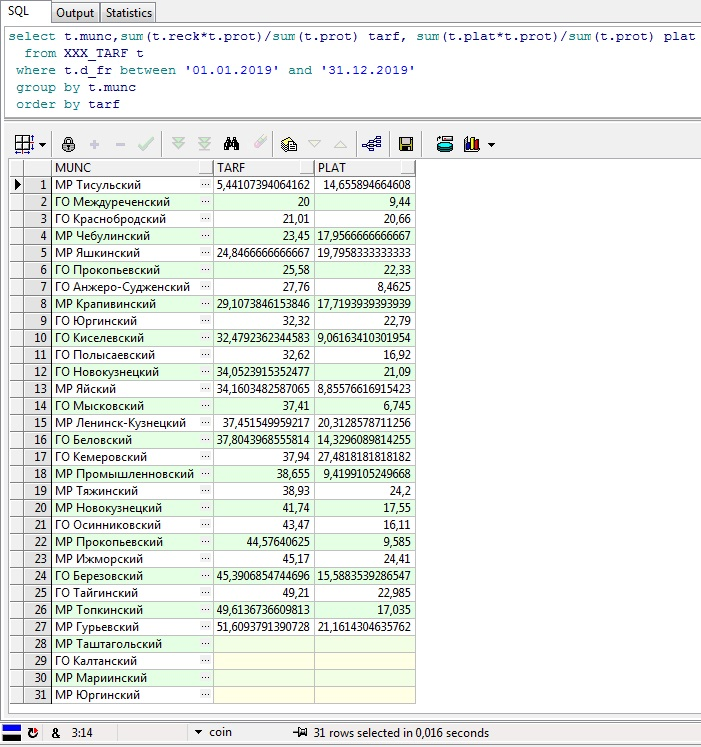 SQL Output Statistics
select t.munc,sum(t.reck*t.prot)/sum(t.prot) tarf, sum(t.plat*t.prot)/sum(t.prot) plat
from XXX_TARF t
where t.d_fr between '01.01.2019' and '31.12.2019'
group by t.munc
order by tarf
MUNC TARF PLAT
1 МР Тисульский ... 5,44107394064162 14,655894664608
2 ГО Междуреченский ... 20 9,44
3 ГО Краснобродский ... 21,01 20,66
4 МР Чебулинский ... 23,45 17,9566666666667
5 МР Яшкинский ... 24,8466666666667 19,7958333333333
6 ГО Прокопьевский ... 25,58 22,33
7 ГО Анжеро-Судженский ... 27,76 8,4625
8 МР Крапивинский ... 29,1073846153846 17,7193939393939
9 ГО Юргинский ... 32,32 22,79
10 ГО Киселевский ... 32,4792362344583 9,06163410301954
11 ГО Полысаевский ... 32,62 16,92
12 ГО Новокузнецкий ... 34,0523915352477 21,09
13 МР Яйский ... 34,1603482587065 8,85576616915423
14 ГО Мысковский ... 37,41 6,745
15 МР Ленинск-Кузнецкий ... 37,451549959217 20,3128578711256
16 ГО Беловский ... 37,8043968555814 14,3296089814255
17 ГО Кемеровский ... 37,94 27,4818181818182
18 МР Промышленновский ... 38,655 9,4199105249668
19 МР Тяжинский ... 38,93 24,2
20 МР Новокузнецкий ... 41,74 17,55
21 ГО Осинниковский ... 43,47 16,11
22 МР Прокопьевский ... 44,57640625 9,585
23 МР Ижморский ... 45,17 24,41
24 ГО Березовский ... 45,3906854744696 15,5883539286547
25 ГО Тайгинский ... 49,21 22,985
26 МР Топкинский ... 49,6136736609813 17,035
27 МР Гурьевский ... 51,6093791390728 21,1614304635762
28 МР Таштагольский ...
29 ГО Калтанский ...
30 МР Мариинский ...
31 МР Юргинский ...
& 3:14 coin 31 rows selected in 0,016 seconds